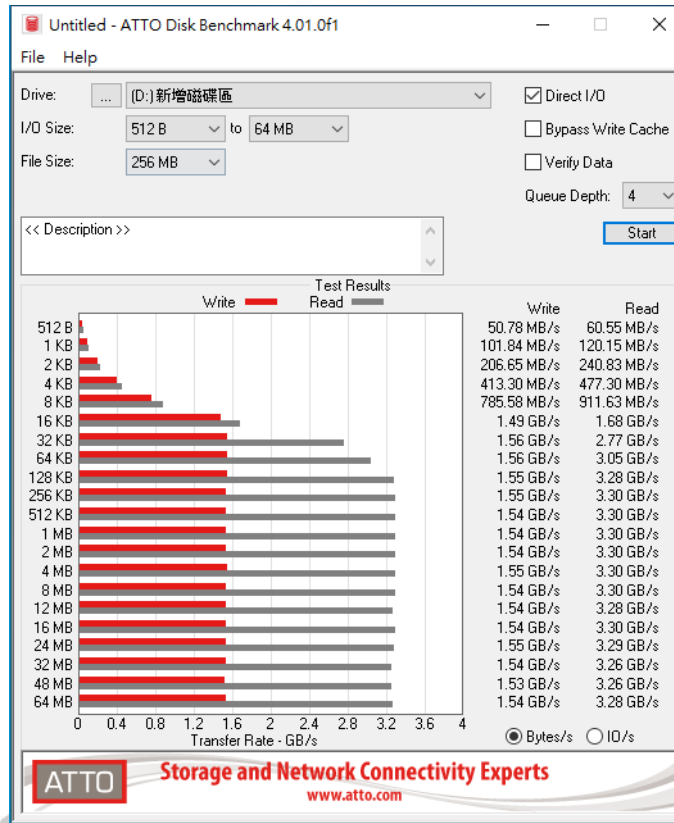 Untitled - ATTO Disk Benchmark 4.01.0f1
File Help
Drive: ... (D:)新增磁碟區
Direct I/O
I/O Size: 512 B to 64 MB
Bypass Write Cache
File Size: 256 MB
Verify Data
Queue Depth: 4
<< Description >>
Start
Test Results
Write Read
Write Read
512 B 50.78 MB/s 60.55 MB/s
1 KB 101.84 MB/s 120.15 MB/s
2 KB 206.65 MB/s 240.83 MB/s
4 KB 413.30 MB/s 477.30 MB/s
8 KB 785.58 MB/s 911.63 MB/s
16 KB 1.49 GB/s 1.68 GB/s
32 KB 1.56 GB/s 2.77 GB/s
64 KB 1.56 GB/s 3.05 GB/s
128 KB 1.55 GB/s 3.28 GB/s
256 KB 1.55 GB/s 3.30 GB/s
512 KB 1.54 GB/s 3.30 GB/s
1 MB 1.54 GB/s 3.30 GB/s
2 MB 1.54 GB/s 3.30 GB/s
4 MB 1.55 GB/s 3.30 GB/s
8 MB 1.54 GB/s 3.30 GB/s
12 MB 1.54 GB/s 3.28 GB/s
16 MB 1.54 GB/s 3.30 GB/s
24 MB 1.55 GB/s 3.29 GB/s
32 MB 1.54 GB/s 3.26 GB/s
48 MB 1.53 GB/s 3.26 GB/s
64 MB 1.54 GB/s 3.28 GB/s
0 0.4 0.8 1.2 1.6 2 2.4 2.8 3.2 3.6 4
Transfer Rate - GB/s
Bytes/s IO/s
ATTO
Storage and Network Connectivity Experts
www.atto.com